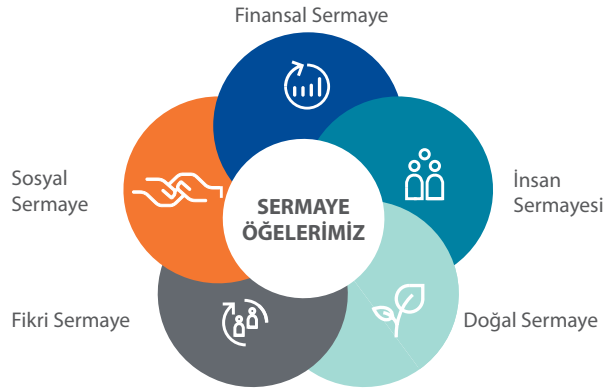 Finansal Sermaye
Sosyal
Sermaye
SERMAYE
ÖĞELERİMİZ
İnsan
Sermayesi
Fikri Sermaye
Doğal Sermaye